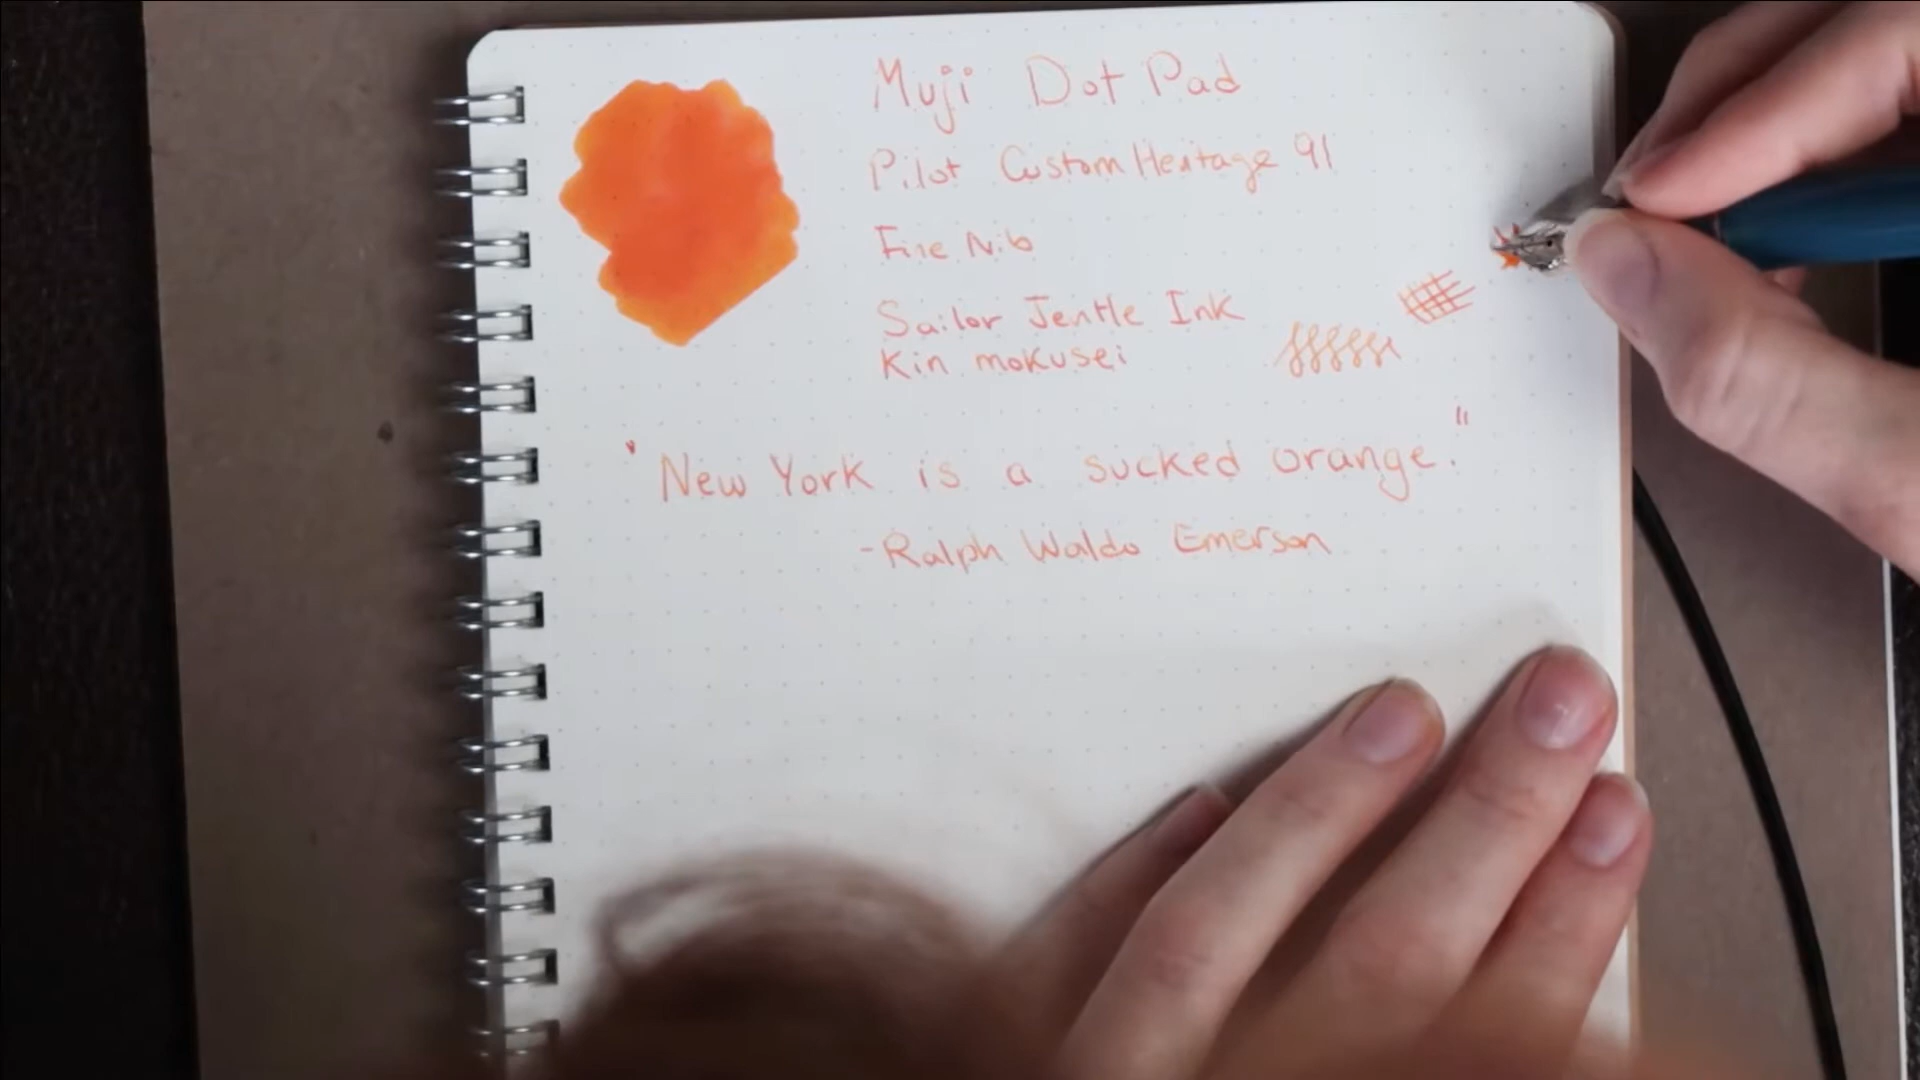 Muji Dot Pad
Pilot Custom Heritage 91
Fine Nib
Sailor Jentle Ink
Kin mokusei
"New York is a sucked orange."
-Ralph Waldo Emerson